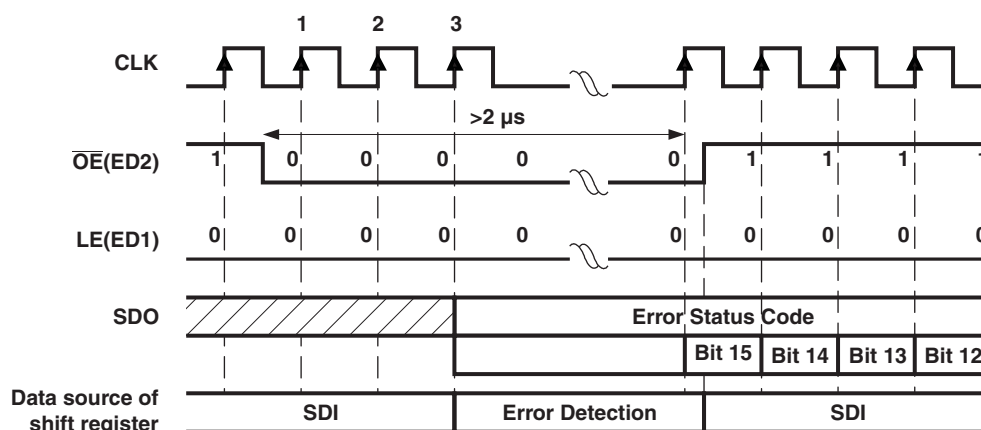 1 2 3
CLK
>2 µs
OE(ED2)
1 0 0 0 0 0 1 1 1 1
LE(ED1)
0 0 0 0 0 0 0 0 0 0
SDO
Error Status Code
Bit 15 Bit 14 Bit 13 Bit 12
Data source of
shift register
SDI Error Detection SDI